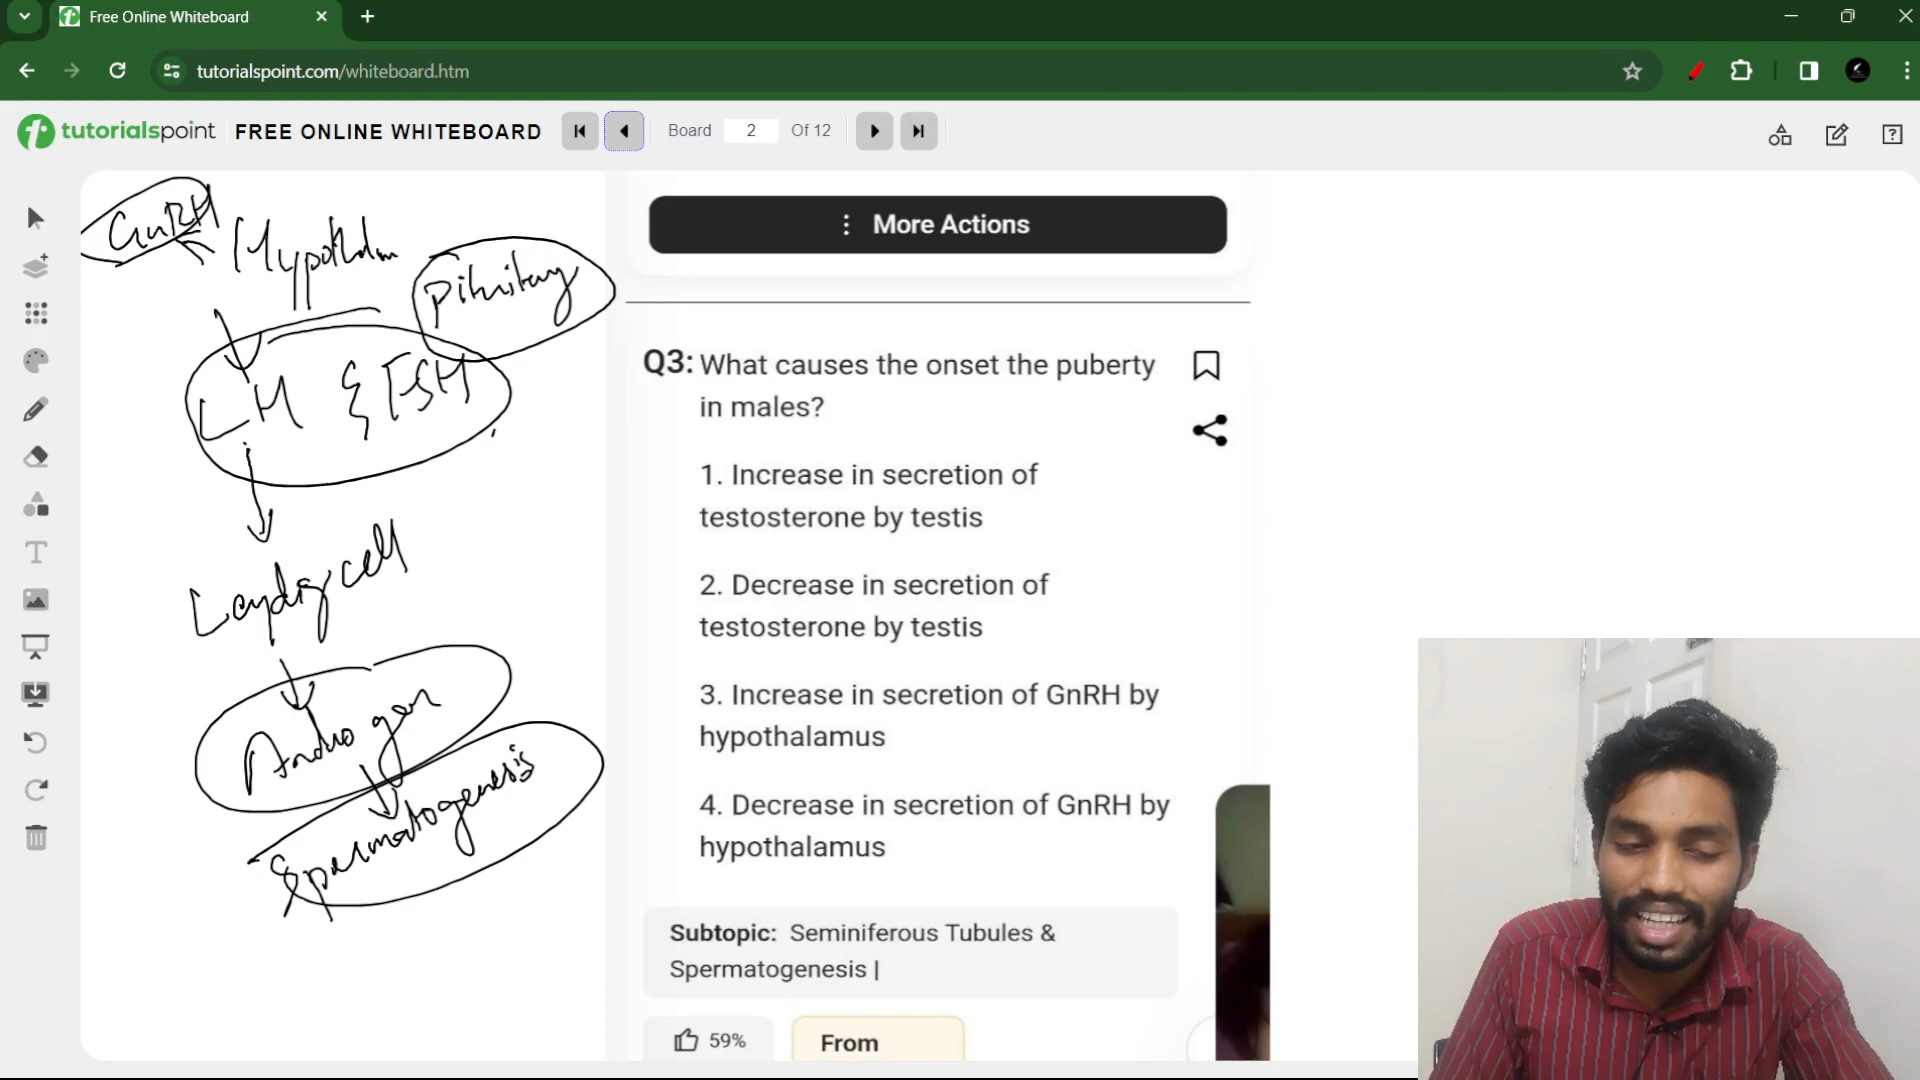 Free Online Whiteboard
tutorialspoint.com/whiteboard.htm
tutorialspoint FREE ONLINE WHITEBOARD Board 2 Of 12
GnRH
Hypothalam
Pituitary
LH & FSH
Leydig cell
Androgen
Spermatogenesis
More Actions
Q3: What causes the onset the puberty
in males?
1. Increase in secretion of
testosterone by testis
2. Decrease in secretion of
testosterone by testis
3. Increase in secretion of GnRH by
hypothalamus
4. Decrease in secretion of GnRH by
hypothalamus
Subtopic: Seminiferous Tubules &
Spermatogenesis |
59% From